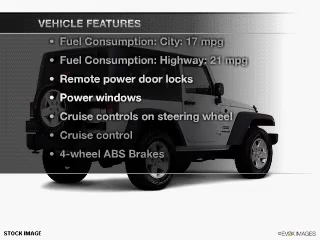 VEHICLE FEATURES
• Fuel Consumption: City: 17 mpg
• Fuel Consumption: Highway: 21 mpg
• Remote power door locks
• Power windows
• Cruise controls on steering wheel
• Cruise control
• 4-wheel ABS Brakes
STOCK IMAGE
©EVOX IMAGES